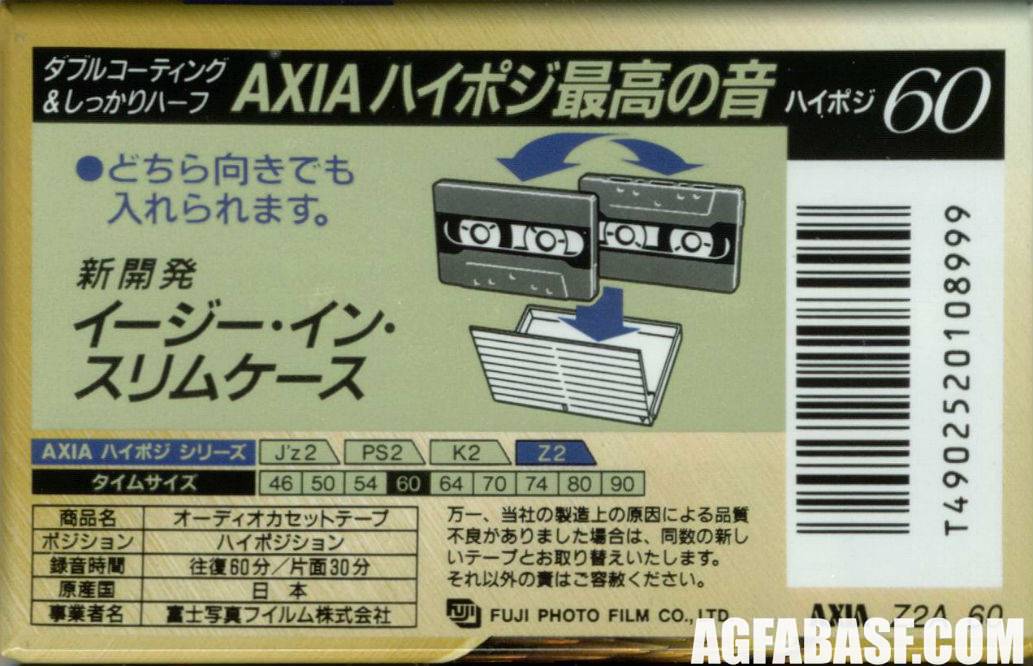 ダブルコーティング
&しっかりハーフ
AXIAハイポジ最高の音
ハイポジ 60
●どちら向きでも
入れられます。
新開発
イージー・イン・
スリムケース
T4902520108999
AXIA ハイポジ シリーズ J'z2 PS2 K2 Z2
タイムサイズ 46 50 54 60 64 70 74 80 90
商品名 オーディオカセットテープ
ポジション ハイポジション
録音時間 往復60分/片面30分
原産国 日本
事業者名 富士写真フイルム株式会社
万一、当社の製造上の原因による品質
不良がありました場合は、同数の新し
いテープとお取り替えいたします。
それ以外の責はご容赦ください。
FUJI FUJI PHOTO FILM CO., LTD.
AXIA Z2A 60
AGFABASF.COM